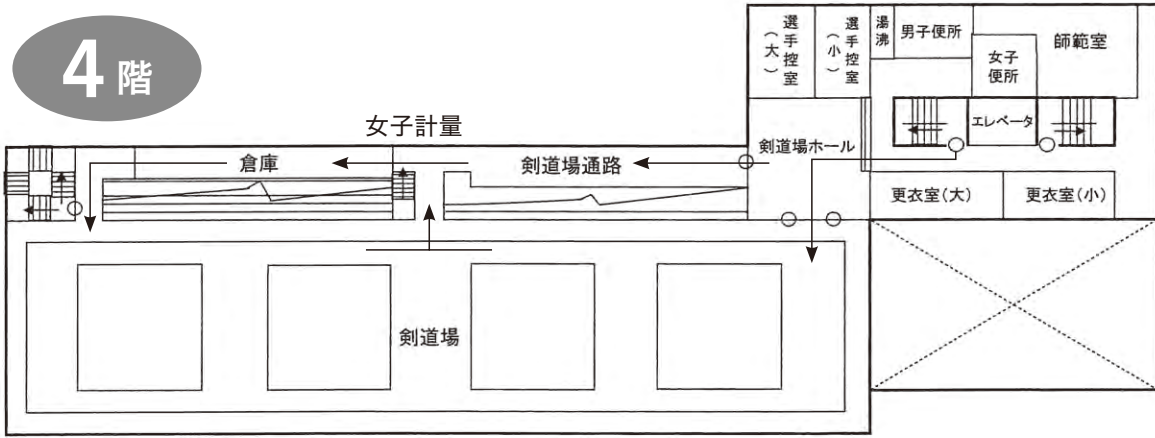 4階
選手控室(大)
選手控室(小)
湯沸
男子便所
女子便所
師範室
エレベータ
女子計量
倉庫
剣道場通路
剣道場ホール
更衣室(大)
更衣室(小)
剣道場